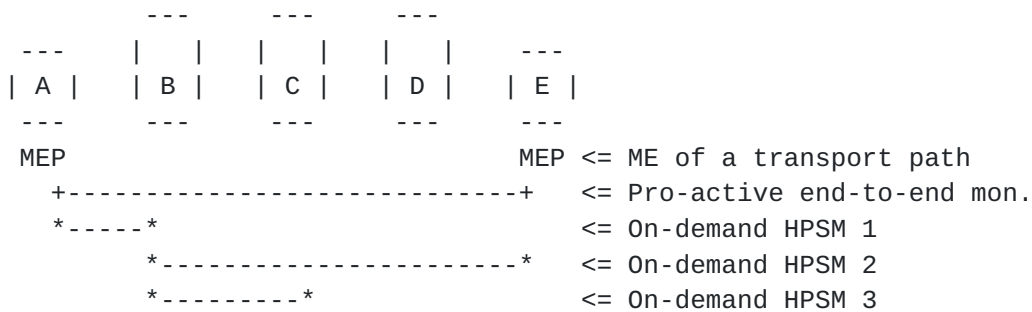 ---     ---     ---
 ---   |   |   |   |   |   |    ---
| A |  | B |   | C |   | D |   | E |
 ---    ---     ---     ---     ---
 MEP                             MEP <= ME of a transport path
   +-----------------------------+   <= Pro-active end-to-end mon.
   *-----*                           <= On-demand HPSM 1
         *-----------------------*   <= On-demand HPSM 2
         *---------*                 <= On-demand HPSM 3